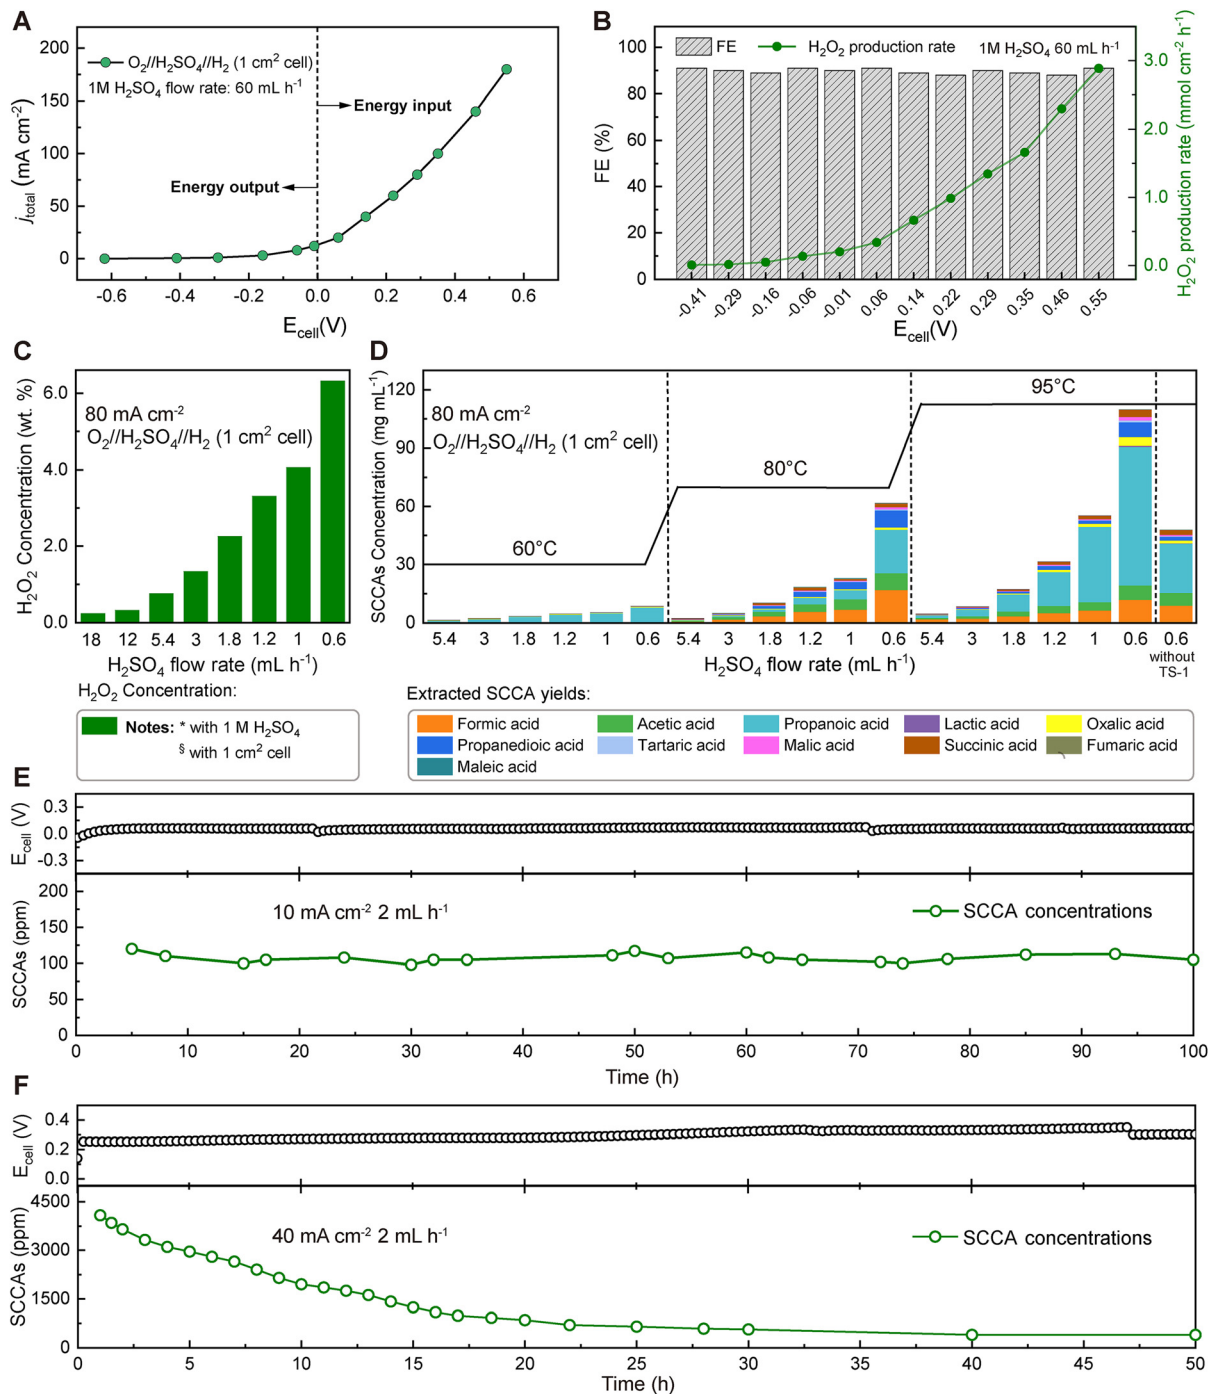 A
j_total (mA cm⁻²)
200
150
100
50
0
O₂//H₂SO₄//H₂ (1 cm² cell)
1M H₂SO₄ flow rate: 60 mL h⁻¹
Energy input
Energy output
-0.6 -0.4 -0.2 0.0 0.2 0.4 0.6
E_cell(V)
B
FE (%)
100
80
60
40
20
0
FE H₂O₂ production rate 1M H₂SO₄ 60 mL h⁻¹
3.0
2.0
1.0
0.0
H₂O₂ production rate (mmol cm⁻² h⁻¹)
-0.41 -0.29 -0.16 -0.06 -0.01 0.06 0.14 0.22 0.29 0.35 0.46 0.55
E_cell(V)
C
H₂O₂ Concentration (wt. %)
6.0
4.0
2.0
0.0
80 mA cm⁻²
O₂//H₂SO₄//H₂ (1 cm² cell)
18 12 5.4 3 1.8 1.2 1 0.6
H₂SO₄ flow rate (mL h⁻¹)
D
SCCAs Concentration (mg mL⁻¹)
120
90
60
30
0
80 mA cm⁻²
O₂//H₂SO₄//H₂ (1 cm² cell)
60°C
80°C
95°C
5.4 3 1.8 1.2 1 0.6 5.4 3 1.8 1.2 1 0.6 5.4 3 1.8 1.2 1 0.6 0.6
without
TS-1
H₂SO₄ flow rate (mL h⁻¹)
H₂O₂ Concentration:
Notes: * with 1 M H₂SO₄
§ with 1 cm² cell
Extracted SCCA yields:
Formic acid Acetic acid Propanoic acid Lactic acid Oxalic acid
Propanedioic acid Tartaric acid Malic acid Succinic acid Fumaric acid
Maleic acid
E
E_cell (V)
0.3
0.0
-0.3
SCCAs (ppm)
200
150
100
50
0
10 mA cm⁻² 2 mL h⁻¹
SCCA concentrations
0 10 20 30 40 50 60 70 80 90 100
Time (h)
F
E_cell (V)
0.4
0.2
0.0
SCCAs (ppm)
4500
3000
1500
0
40 mA cm⁻² 2 mL h⁻¹
SCCA concentrations
0 5 10 15 20 25 30 35 40 45 50
Time (h)